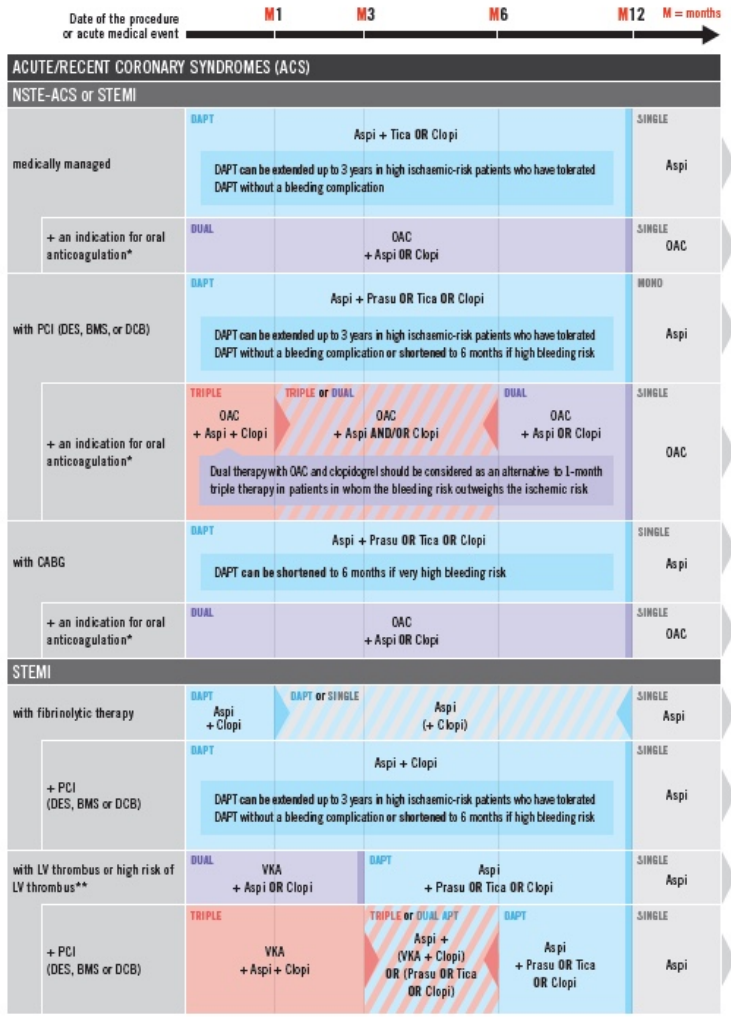 Date of the procedure
or acute medical event
M1
M3
M6
M12
M = months
ACUTE/RECENT CORONARY SYNDROMES (ACS)
NSTE-ACS or STEMI
medically managed
DAPT
Aspi + Tica OR Clopi
DAPT can be extended up to 3 years in high ischaemic-risk patients who have tolerated
DAPT without a bleeding complication
SINGLE
Aspi
+ an indication for oral
anticoagulation*
DUAL
OAC
+ Aspi OR Clopi
SINGLE
OAC
with PCI (DES, BMS, or DCB)
DAPT
Aspi + Prasu OR Tica OR Clopi
DAPT can be extended up to 3 years in high ischaemic-risk patients who have tolerated
DAPT without a bleeding complication or shortened to 6 months if high bleeding risk
MONO
Aspi
+ an indication for oral
anticoagulation*
TRIPLE
OAC
+ Aspi + Clopi
TRIPLE or DUAL
OAC
+ Aspi AND/OR Clopi
DUAL
OAC
+ Aspi OR Clopi
Dual therapy with OAC and clopidogrel should be considered as an alternative to 1-month
triple therapy in patients in whom the bleeding risk outweighs the ischemic risk
SINGLE
OAC
with CABG
DAPT
Aspi + Prasu OR Tica OR Clopi
DAPT can be shortened to 6 months if very high bleeding risk
SINGLE
Aspi
+ an indication for oral
anticoagulation*
DUAL
OAC
+ Aspi OR Clopi
SINGLE
OAC
STEMI
with fibrinolytic therapy
DAPT
Aspi
+ Clopi
DAPT or SINGLE
Aspi
(+ Clopi)
SINGLE
Aspi
+ PCI
(DES, BMS or DCB)
DAPT
Aspi + Clopi
DAPT can be extended up to 3 years in high ischaemic-risk patients who have tolerated
DAPT without a bleeding complication or shortened to 6 months if high bleeding risk
SINGLE
Aspi
with LV thrombus or high risk of
LV thrombus**
DUAL
VKA
+ Aspi OR Clopi
DAPT
Aspi
+ Prasu OR Tica OR Clopi
SINGLE
Aspi
+ PCI
(DES, BMS or DCB)
TRIPLE
VKA
+ Aspi + Clopi
TRIPLE or DUAL APT
Aspi +
(VKA + Clopi)
OR (Prasu OR Tica
OR Clopi)
DAPT
Aspi
+ Prasu OR Tica
OR Clopi
SINGLE
Aspi